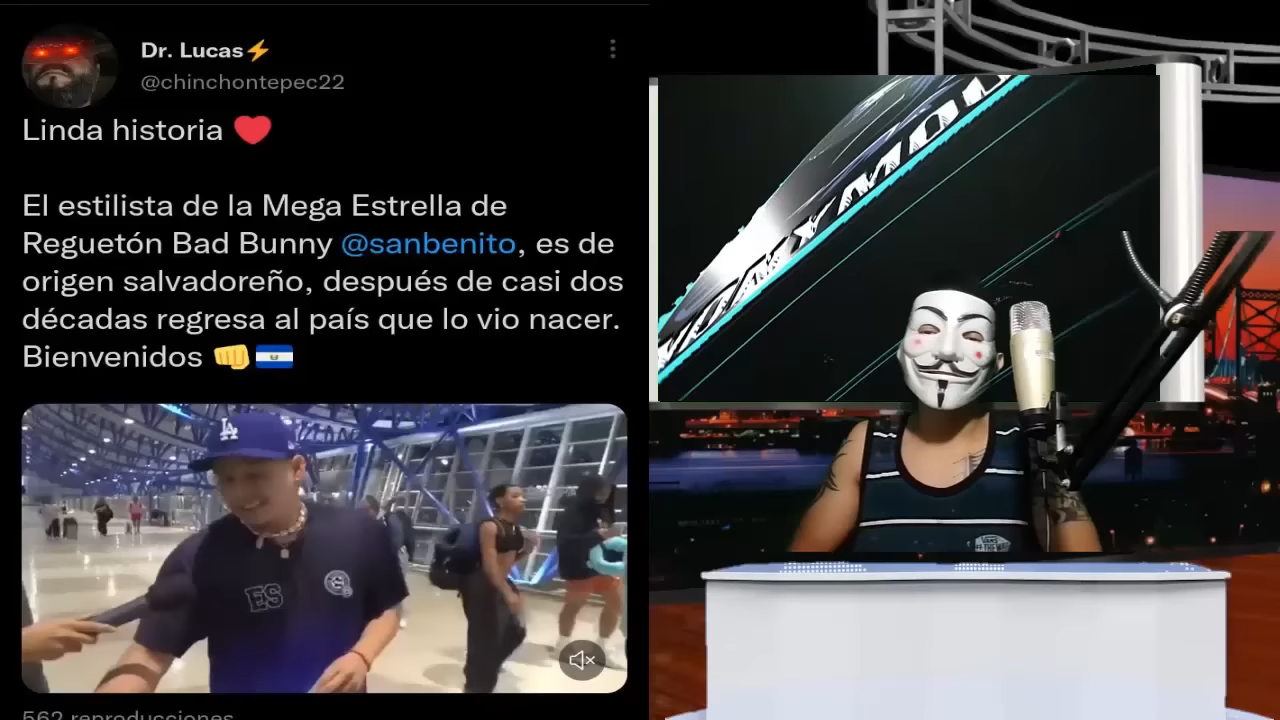 Dr. Lucas⚡
@chinchontepec22
Linda historia ❤️
El estilista de la Mega Estrella de
Reguetón Bad Bunny @sanbenito, es de
origen salvadoreño, después de casi dos
décadas regresa al país que lo vio nacer.
Bienvenidos 👊🇸🇻
LA
ES
562 reproducciones
VANS